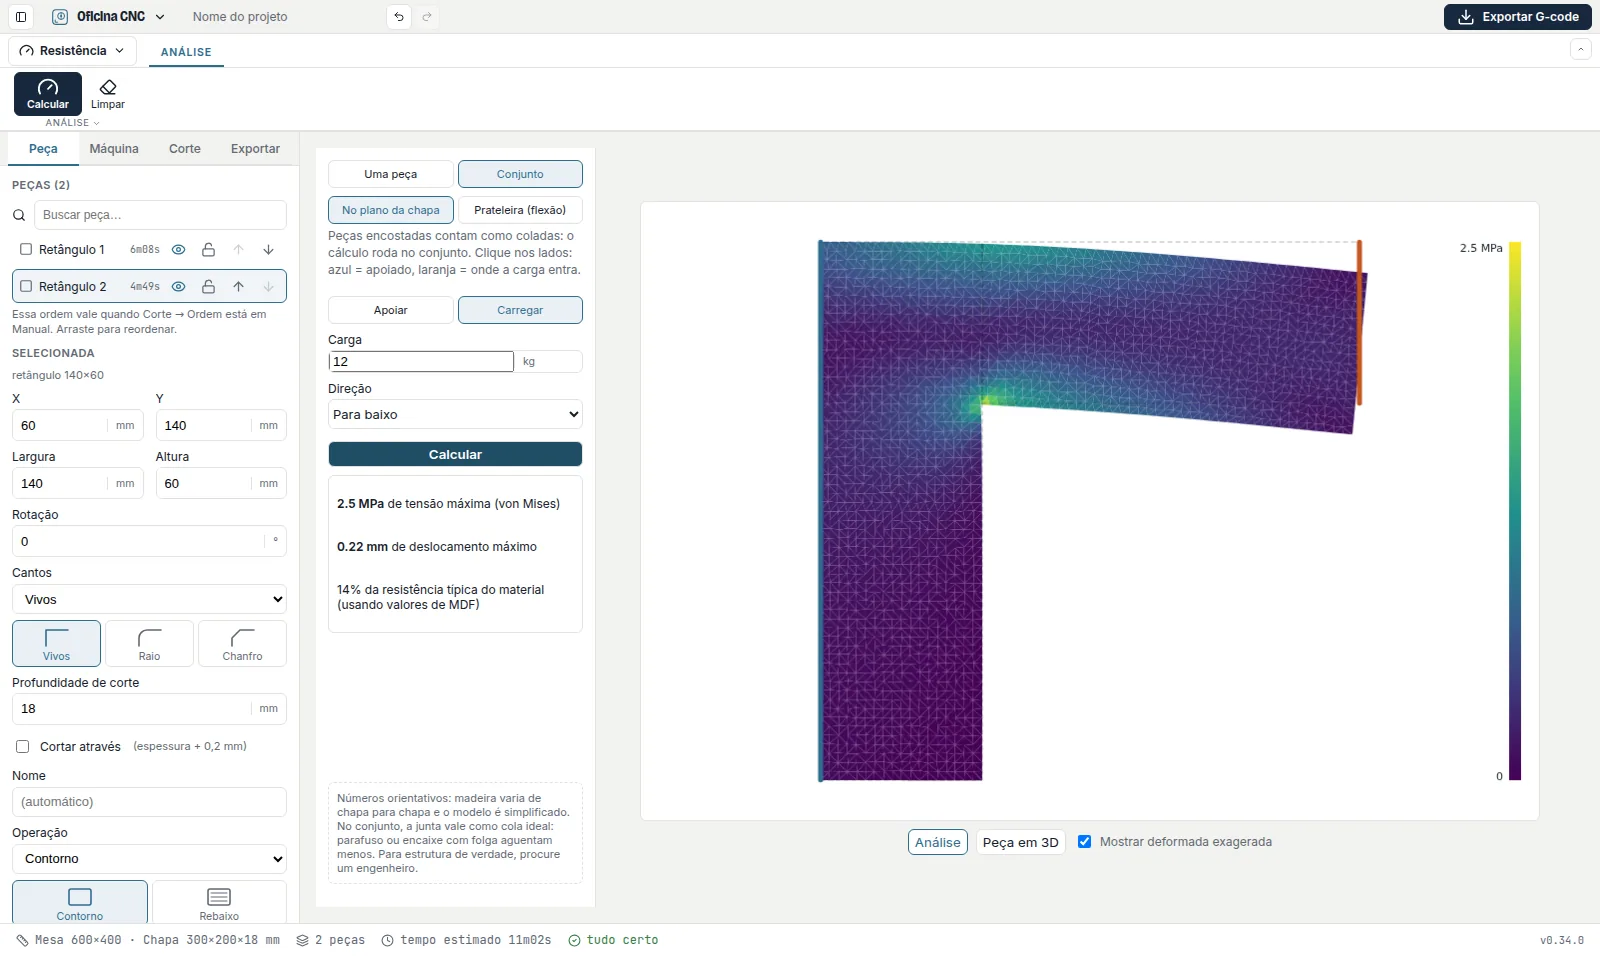 Oficina CNC
Nome do projeto
Exportar G-code
Resistência
ANÁLISE
Calcular
Limpar
ANÁLISE
Peça
Máquina
Corte
Exportar
PEÇAS (2)
Buscar peça…
Retângulo 1
6m08s
Retângulo 2
4m49s
Essa ordem vale quando Corte → Ordem está em
Manual. Arraste para reordenar.
SELECIONADA
retângulo 140×60
X
Y
60 mm
140 mm
Largura
Altura
140 mm
60 mm
Rotação
0 °
Cantos
Vivos
Vivos
Raio
Chanfro
Profundidade de corte
18 mm
Cortar através (espessura + 0,2 mm)
Nome
(automático)
Operação
Contorno
Contorno
Rebaixo
Uma peça
Conjunto
No plano da chapa
Prateleira (flexão)
Peças encostadas contam como coladas: o
cálculo roda no conjunto. Clique nos lados:
azul = apoiado, laranja = onde a carga entra.
Apoiar
Carregar
Carga
12 kg
Direção
Para baixo
Calcular
2.5 MPa de tensão máxima (von Mises)
0.22 mm de deslocamento máximo
14% da resistência típica do material
(usando valores de MDF)
Números orientativos: madeira varia de
chapa para chapa e o modelo é simplificado.
No conjunto, a junta vale como cola ideal:
parafuso ou encaixe com folga aguentam
menos. Para estrutura de verdade, procure
um engenheiro.
2.5 MPa
0
Análise
Peça em 3D
Mostrar deformada exagerada
Mesa 600×400 · Chapa 300×200×18 mm
2 peças
tempo estimado 11m02s
tudo certo
v0.34.0